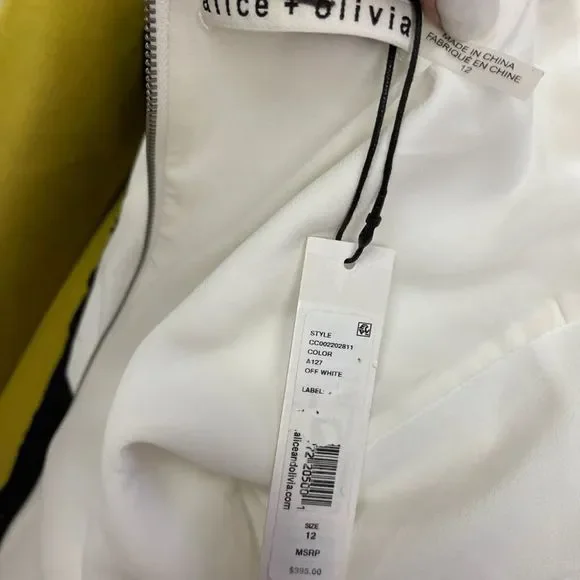 alice + olivia
MADE IN CHINA
FABRIQUÉ EN CHINE
12
STYLE
CC002202811
COLOR
A127
OFF WHITE
LABEL:
aliceandolivia.com
SIZE
12
MSRP
$395.00